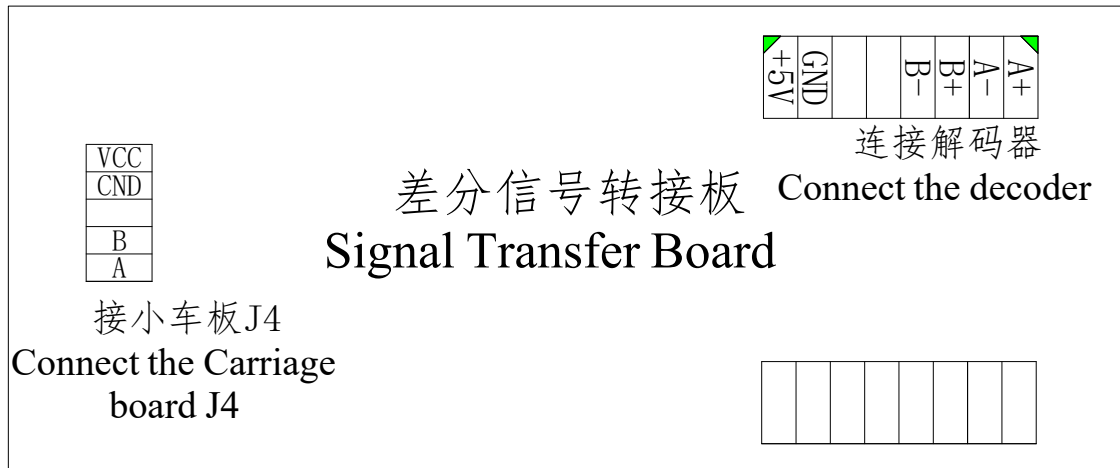 +5V GND B- B+ A- A+
连接解码器
Connect the decoder
VCC
CND
B
A
差分信号转接板
Signal Transfer Board
接小车板J4
Connect the Carriage
board J4